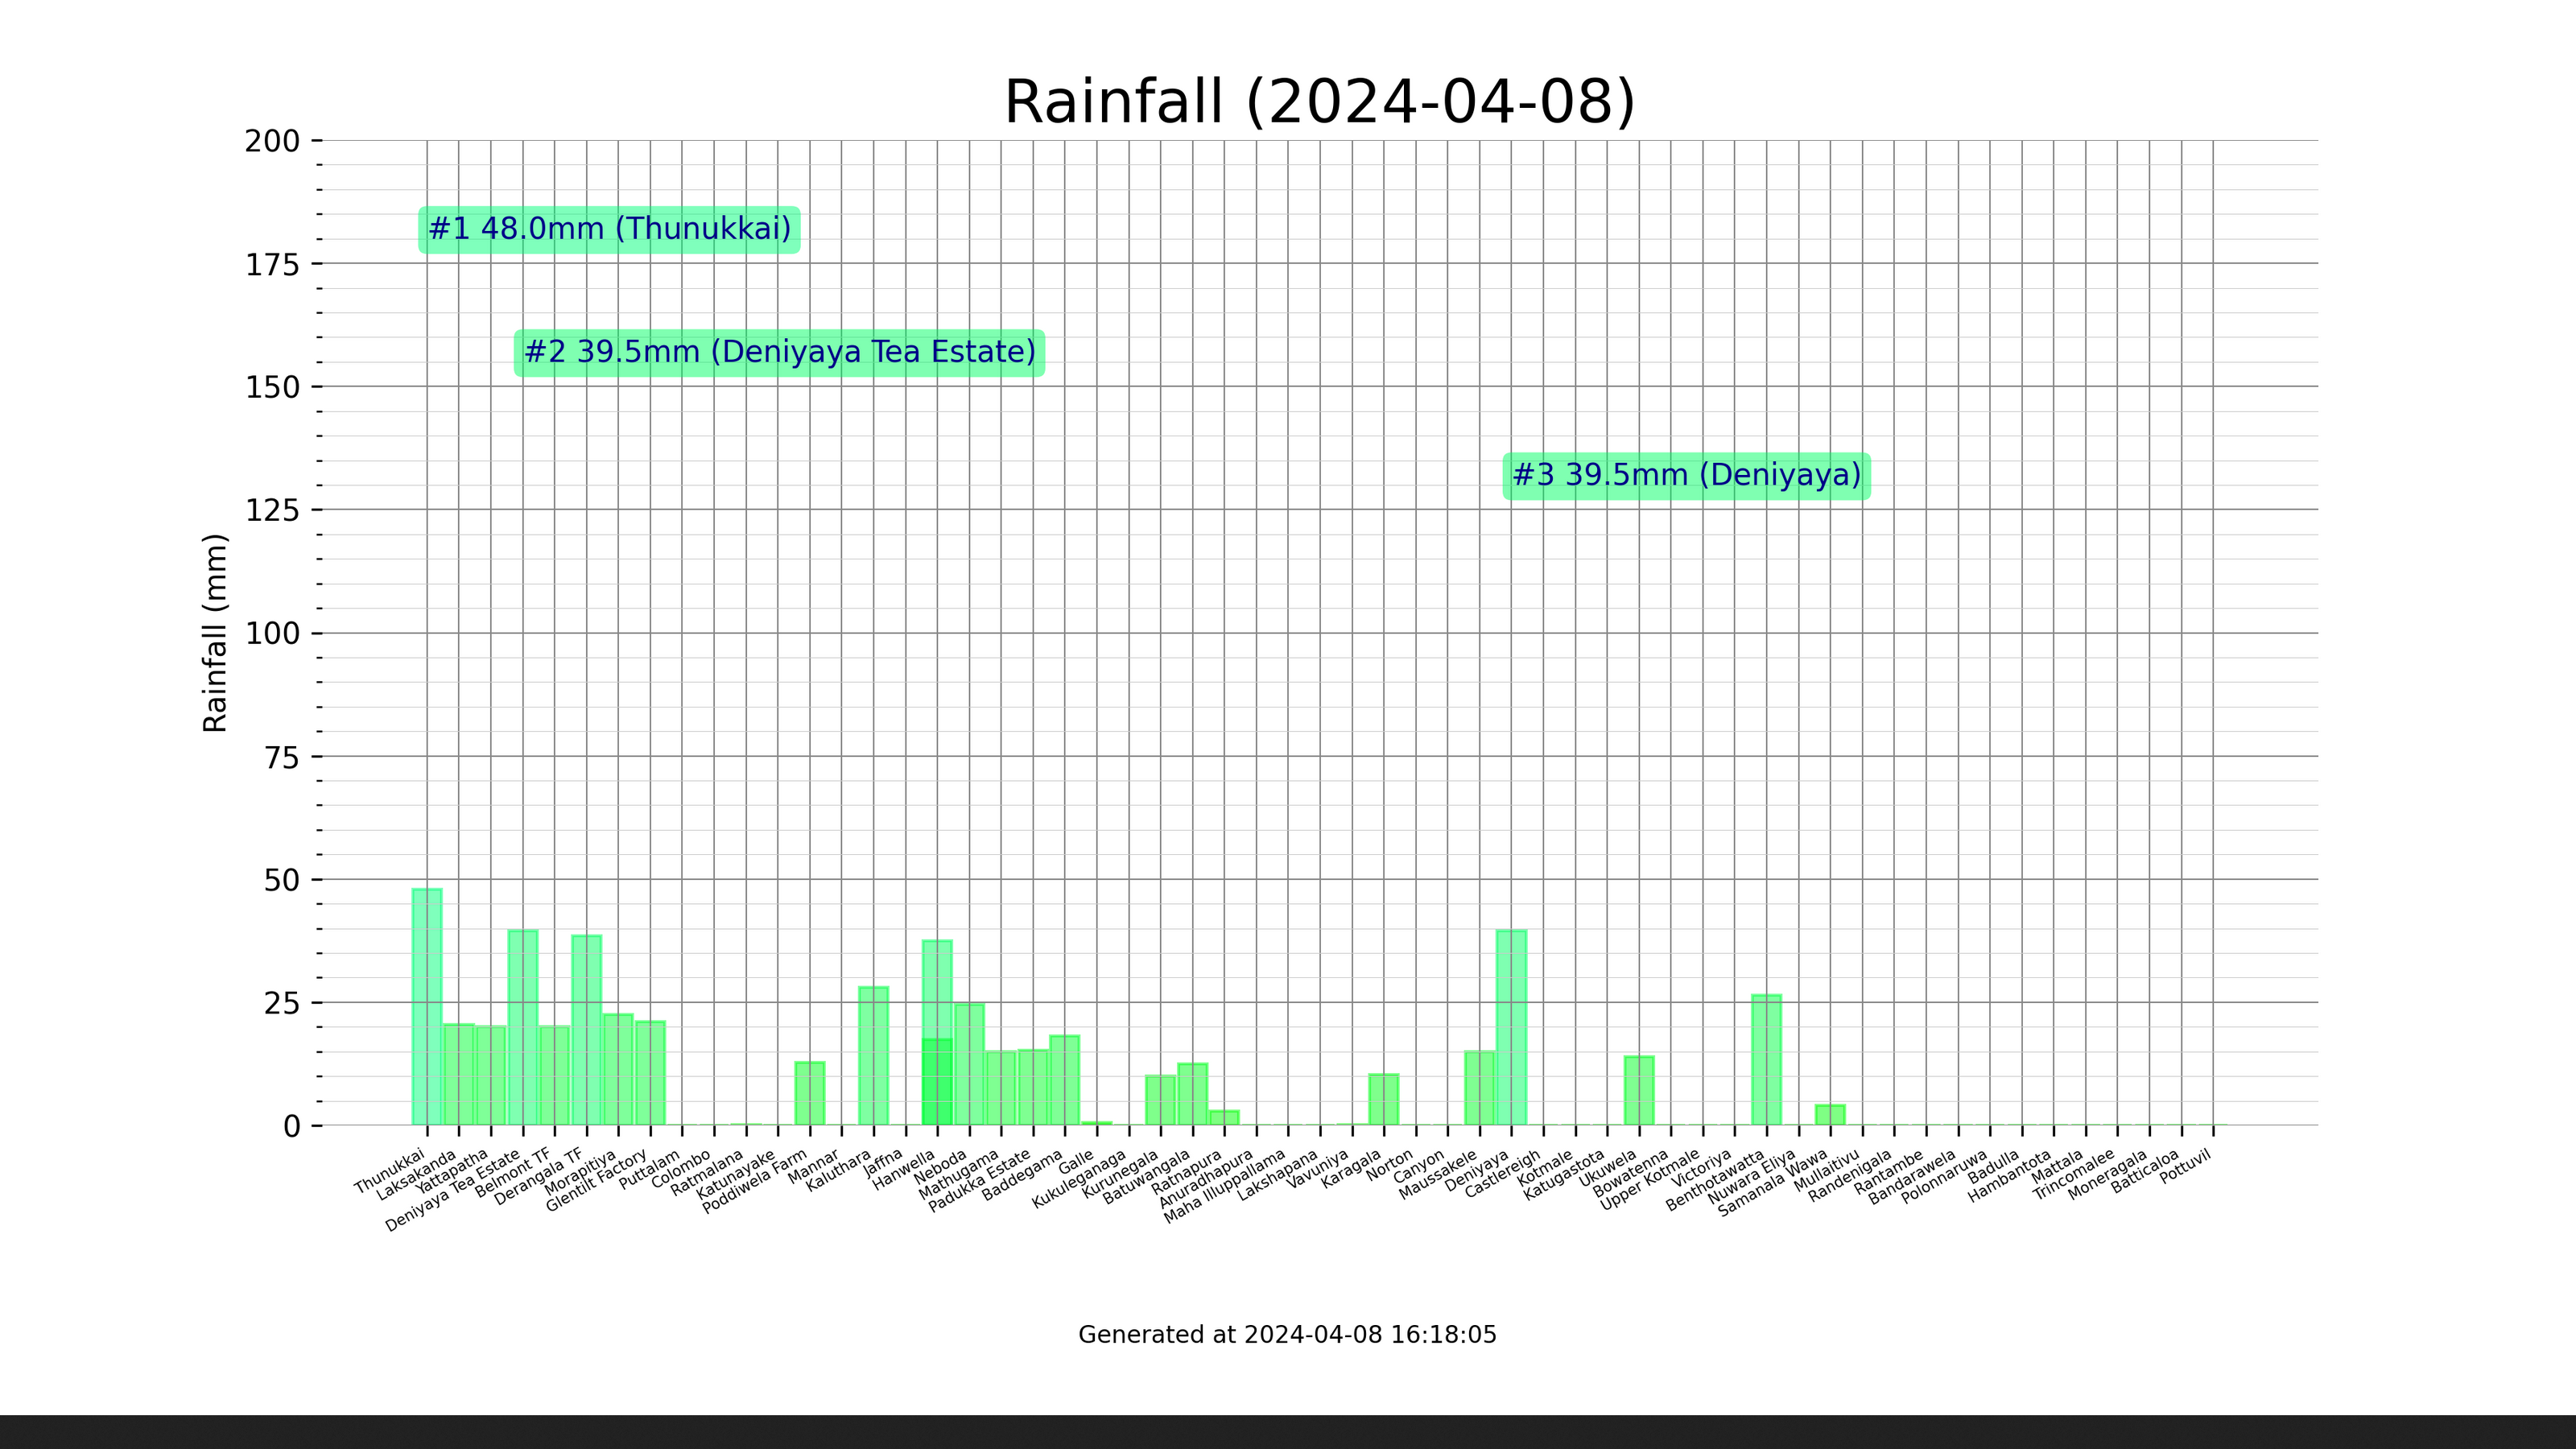 Rainfall (2024-04-08)
200
175
150
125
100
75
50
25
0
Rainfall (mm)
#1 48.0mm (Thunukkai)
#2 39.5mm (Deniyaya Tea Estate)
#3 39.5mm (Deniyaya)
Thunukkai
Laksakanda
Yattapatha
Deniyaya Tea Estate
Belmont TF
Derangala TF
Morapitiya
Glentilt Factory
Puttalam
Colombo
Ratmalana
Katunayake
Poddiwela Farm
Mannar
Kaluthara
Jaffna
Hanwella
Neboda
Mathugama
Padukka Estate
Baddegama
Galle
Kukuleganaga
Kurunegala
Batuwangala
Ratnapura
Anuradhapura
Maha Illuppallama
Lakshapana
Vavuniya
Karagala
Norton
Canyon
Maussakele
Deniyaya
Castlereigh
Kotmale
Katugastota
Ukuwela
Bowatenna
Upper Kotmale
Victoriya
Benthotawatta
Nuwara Eliya
Samanala Wawa
Mullaitivu
Randenigala
Rantambe
Bandarawela
Polonnaruwa
Badulla
Hambantota
Mattala
Trincomalee
Moneragala
Batticaloa
Pottuvil
Generated at 2024-04-08 16:18:05